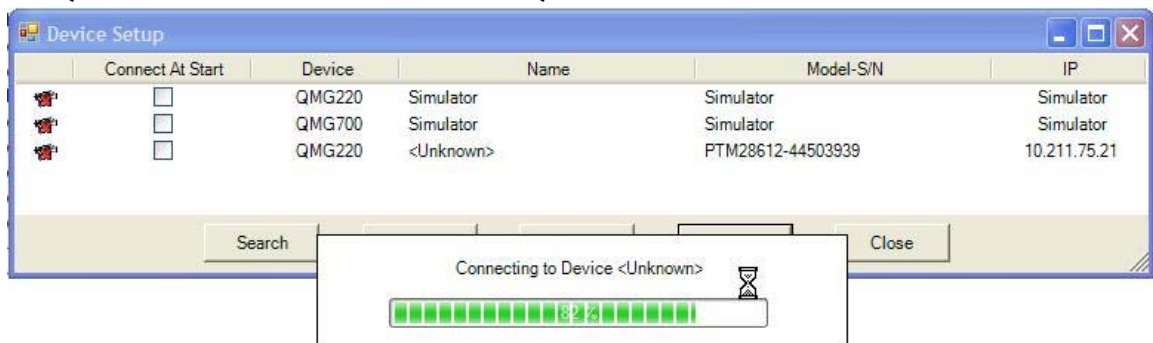 Device Setup
Connect At Start Device Name Model-S/N IP
QMG220 Simulator Simulator Simulator
QMG700 Simulator Simulator Simulator
QMG220 <Unknown> PTM28612-44503939 10.211.75.21
Search Close
Connecting to Device <Unknown>
82 %